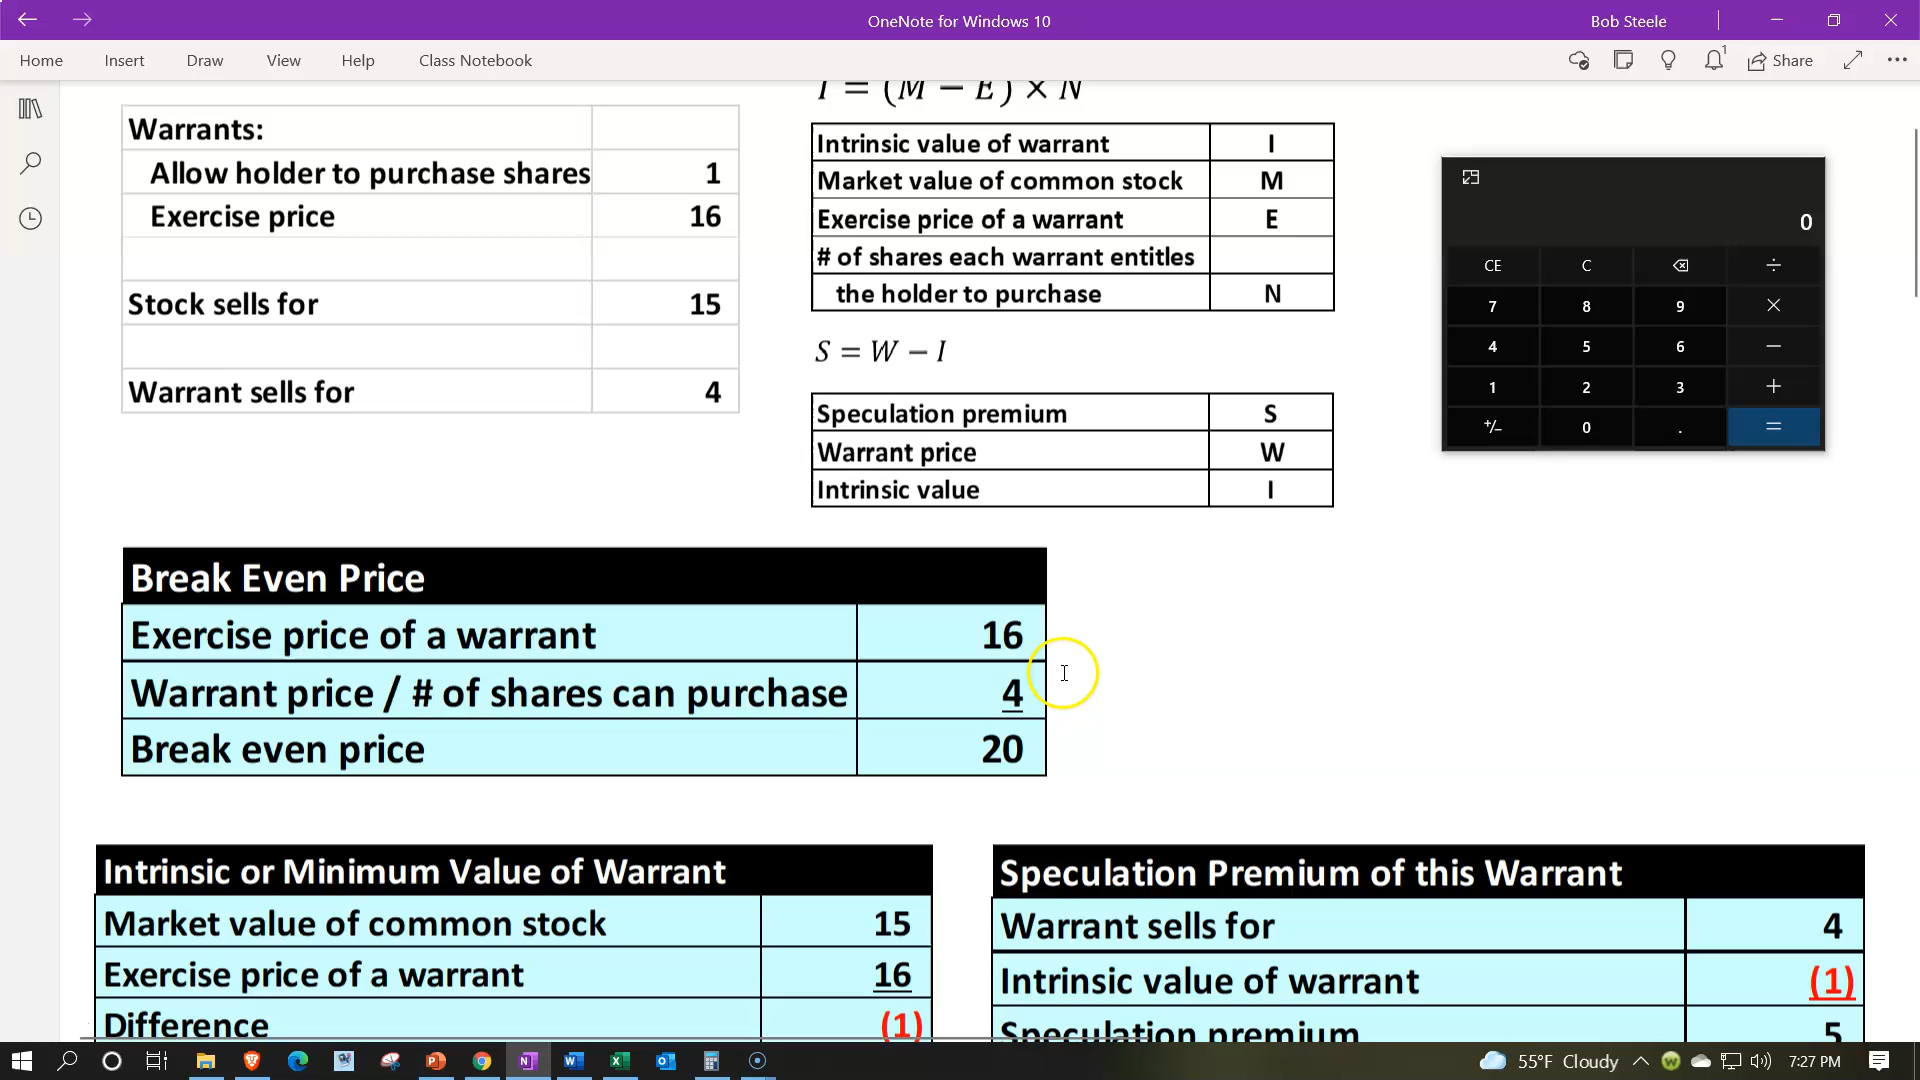 OneNote for Windows 10
Bob Steele
Home Insert Draw View Help Class Notebook
1
Share
I = (M − E) × N
Warrants:
Allow holder to purchase shares 1
Exercise price 16
Stock sells for 15
Warrant sells for 4
Intrinsic value of warrant I
Market value of common stock M
Exercise price of a warrant E
# of shares each warrant entitles
the holder to purchase N
S = W − I
Speculation premium S
Warrant price W
Intrinsic value I
0
CE C ⌫ ÷
7 8 9 ×
4 5 6 −
1 2 3 +
+/− 0 . =
Break Even Price
Exercise price of a warrant 16
Warrant price / # of shares can purchase 4
Break even price 20
Intrinsic or Minimum Value of Warrant
Market value of common stock 15
Exercise price of a warrant 16
Difference (1)
Speculation Premium of this Warrant
Warrant sells for 4
Intrinsic value of warrant (1)
Speculation premium 5
55°F Cloudy
7:27 PM